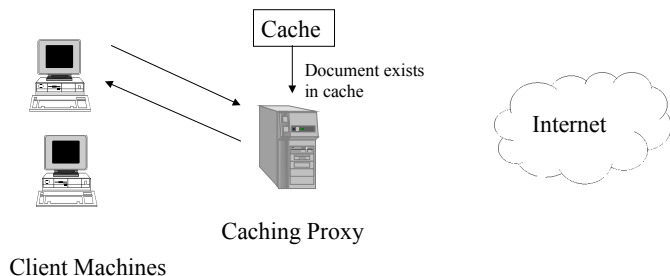 Cache
Document exists
in cache
Internet
Caching Proxy
Client Machines